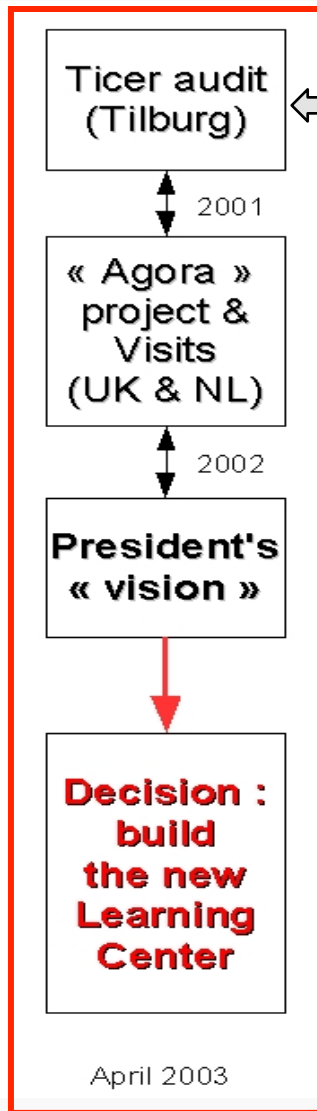 Ticer audit
(Tilburg)
2001
« Agora »
project &
Visits
(UK & NL)
2002
President's
« vision »
Decision :
build
the new
Learning
Center
April 2003